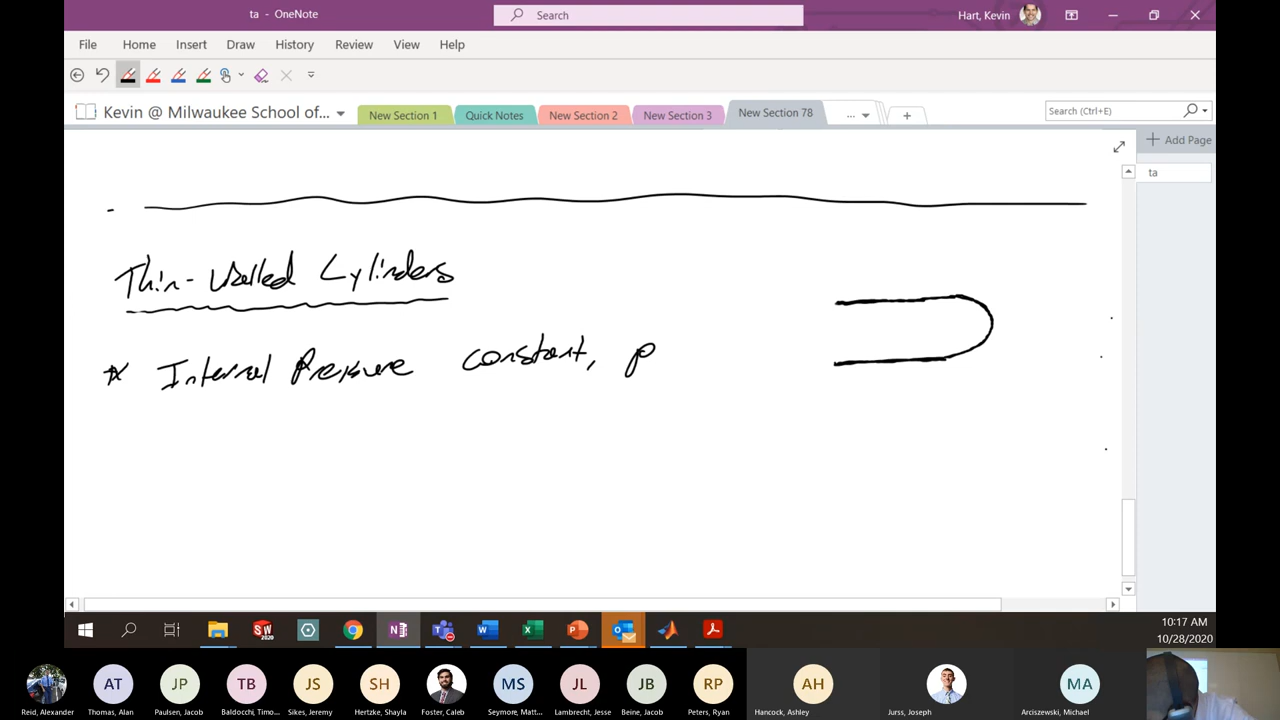 ta - OneNote
Search
Hart, Kevin
File Home Insert Draw History Review View Help
Kevin @ Milwaukee School of...
New Section 1
Quick Notes
New Section 2
New Section 3
New Section 78
...
Search (Ctrl+E)
Add Page
ta
Thin-Walled Cylinders
* Internal Pressure constant, p
SW
2020
10:17 AM
10/28/2020
AT JP TB JS SH MS JL JB RP AH MA
Reid, Alexander Thomas, Alan Paulsen, Jacob Baldocchi, Timo... Sikes, Jeremy Hertzke, Shayla Foster, Caleb Seymore, Matt... Lambrecht, Jesse Beine, Jacob Peters, Ryan Hancock, Ashley Jurss, Joseph Arciszewski, Michael